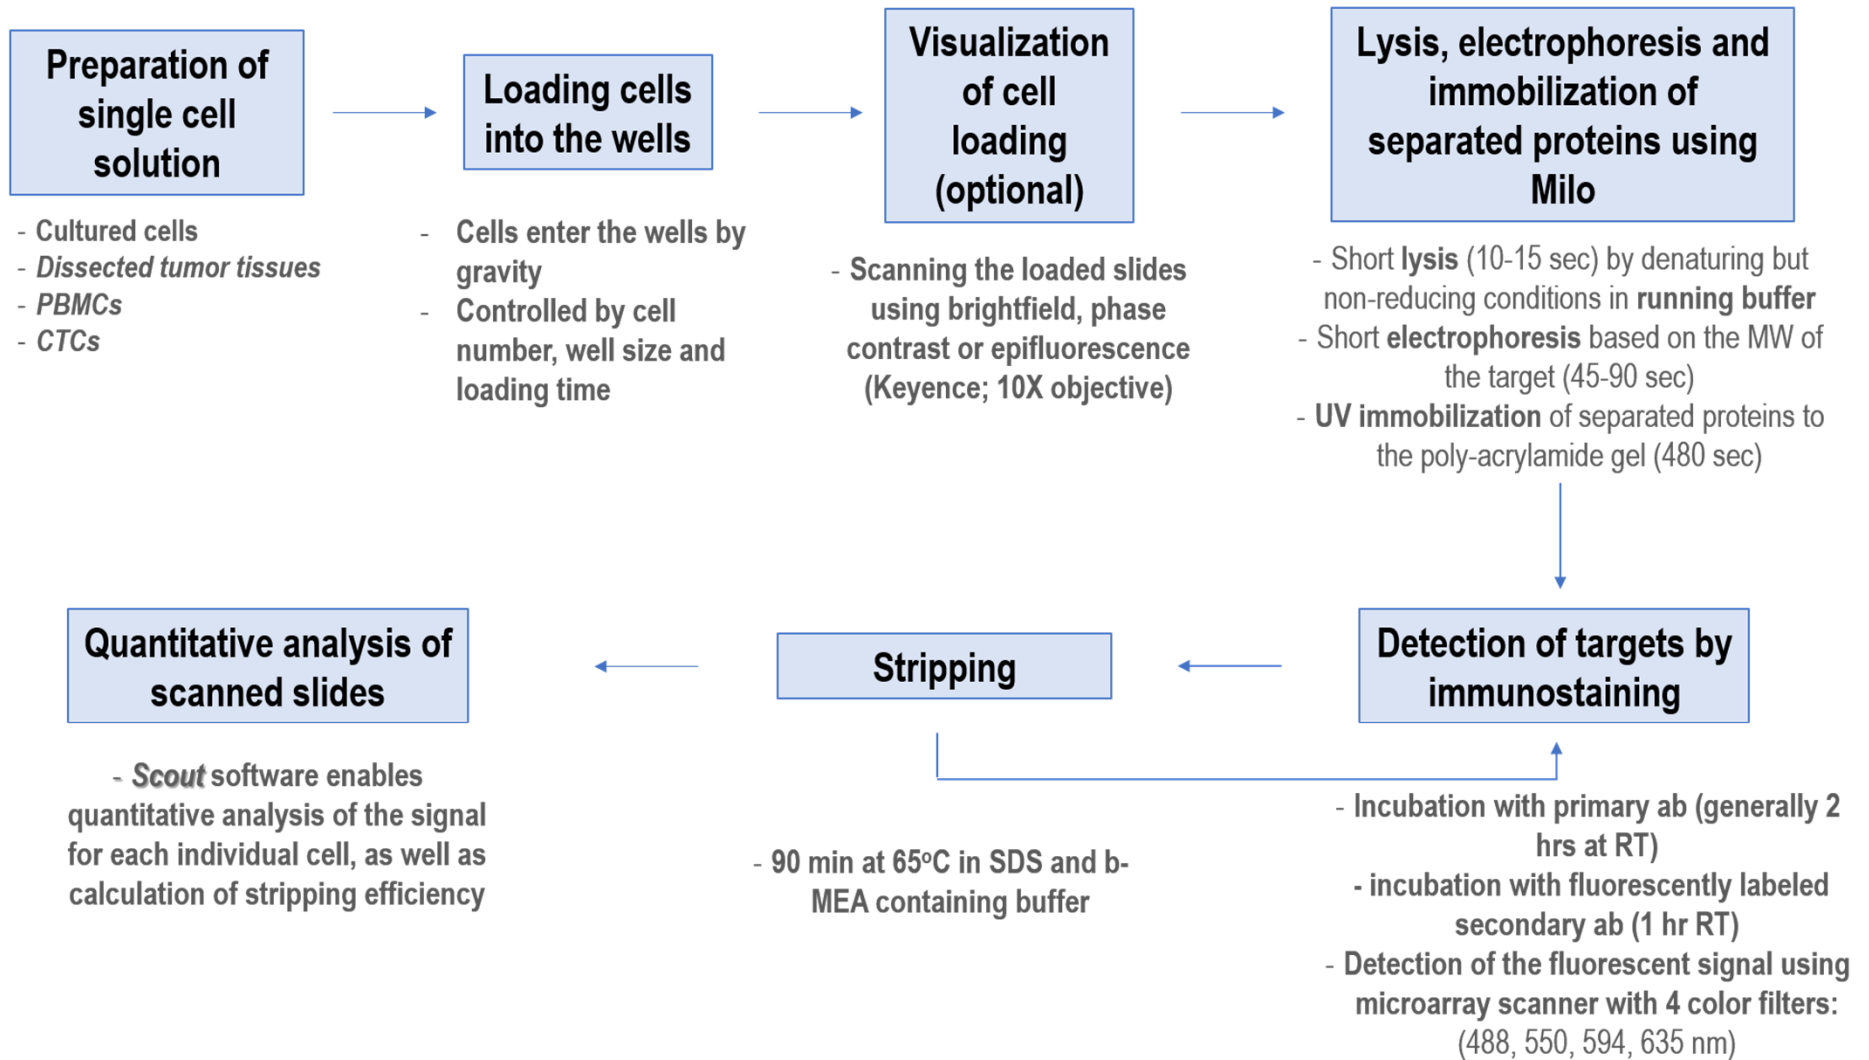 Preparation of
single cell
solution
- Cultured cells
- Dissected tumor tissues
- PBMCs
- CTCs
Loading cells
into the wells
- Cells enter the wells by
gravity
- Controlled by cell
number, well size and
loading time
Visualization
of cell
loading
(optional)
- Scanning the loaded slides
using brightfield, phase
contrast or epifluorescence
(Keyence; 10X objective)
Lysis, electrophoresis and
immobilization of
separated proteins using
Milo
- Short lysis (10-15 sec) by denaturing but
non-reducing conditions in running buffer
- Short electrophoresis based on the MW of
the target (45-90 sec)
- UV immobilization of separated proteins to
the poly-acrylamide gel (480 sec)
Detection of targets by
immunostaining
- Incubation with primary ab (generally 2
hrs at RT)
- incubation with fluorescently labeled
secondary ab (1 hr RT)
- Detection of the fluorescent signal using
microarray scanner with 4 color filters:
(488, 550, 594, 635 nm)
Stripping
- 90 min at 65ºC in SDS and b-
MEA containing buffer
Quantitative analysis of
scanned slides
- Scout software enables
quantitative analysis of the signal
for each individual cell, as well as
calculation of stripping efficiency